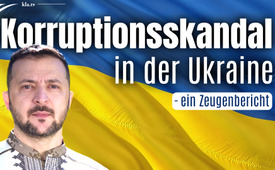 kla.tv
Korruptionsskandal
in der Ukraine
- ein Zeugenbericht